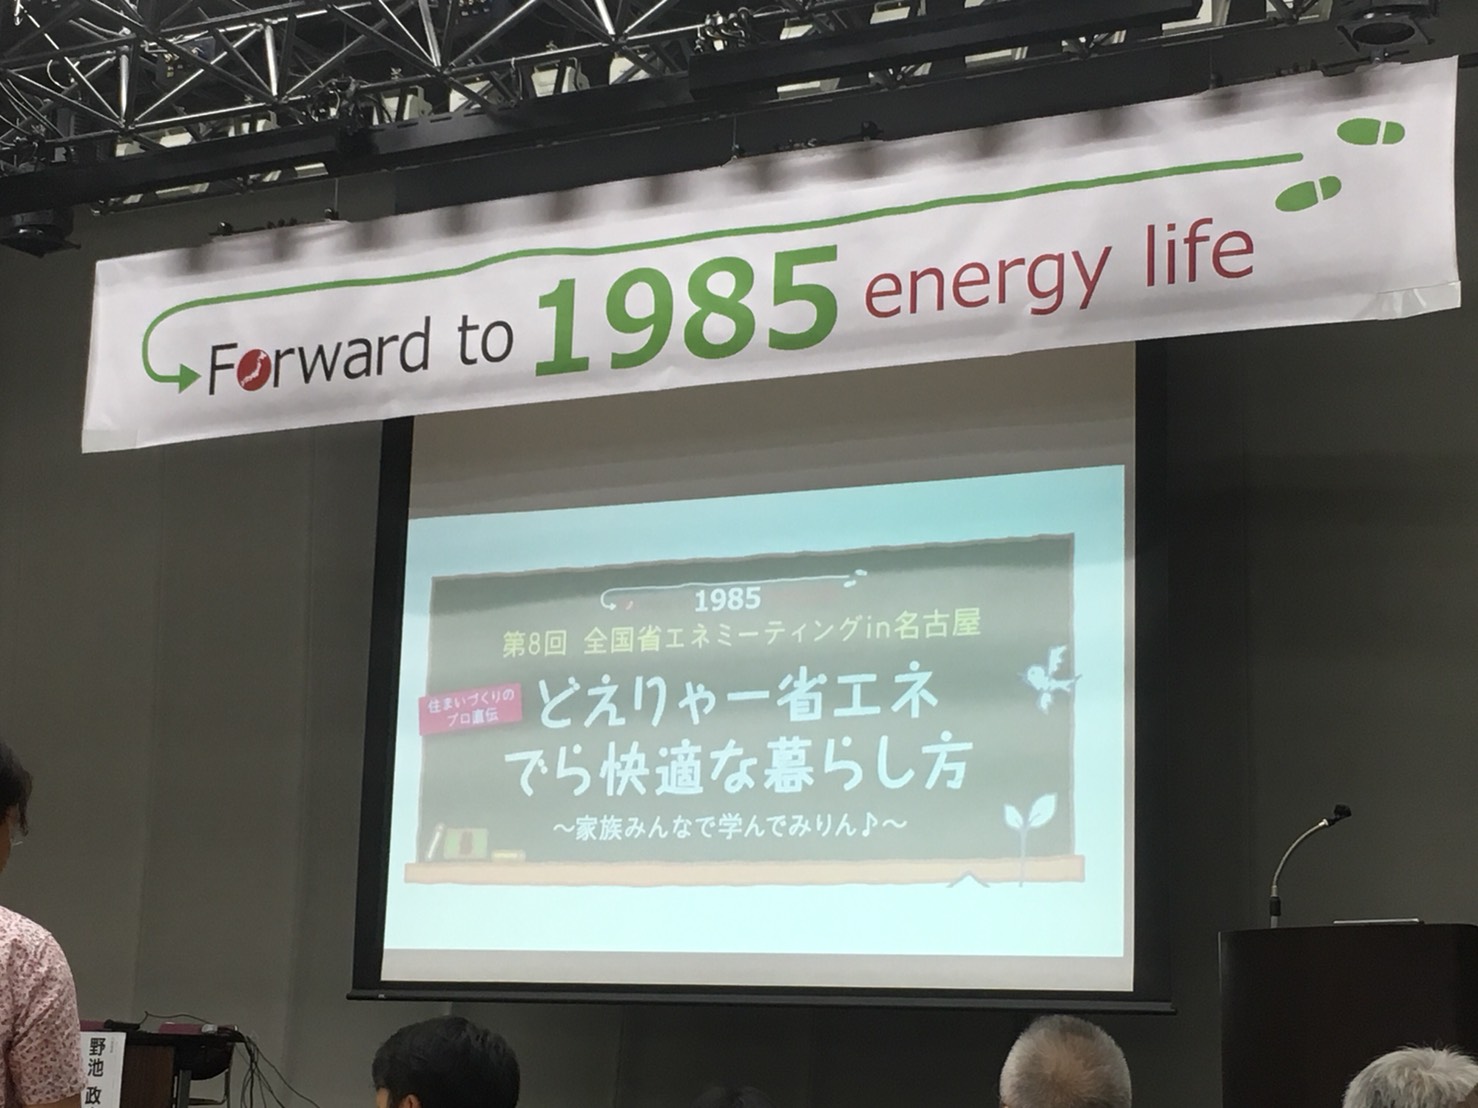 Forward to 1985 energy life
1985
第8回 全国省エネミーティングin名古屋
住まいづくりの
プロ直伝
どえりゃー省エネ
でら快適な暮らし方
〜家族みんなで学んでみりん♪〜
野池 政